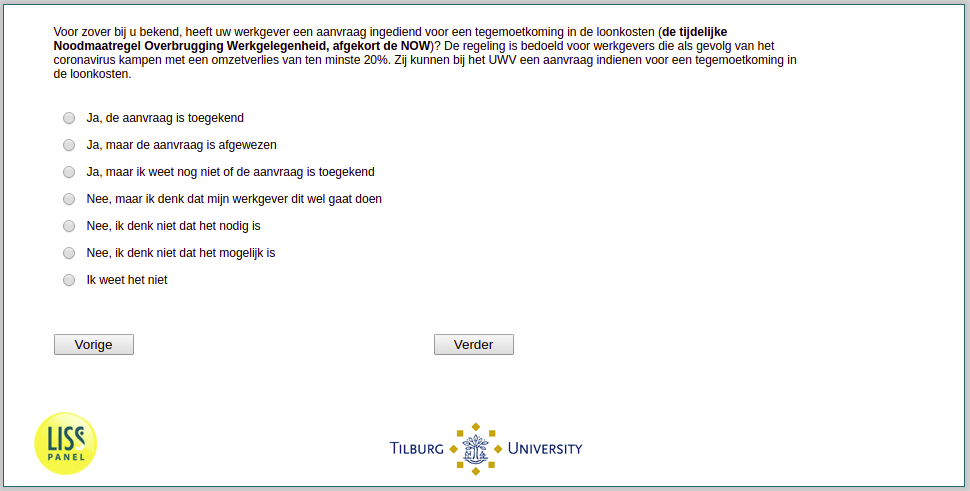 Voor zover bij u bekend, heeft uw werkgever een aanvraag ingediend voor een tegemoetkoming in de loonkosten (de tijdelijke
Noodmaatregel Overbrugging Werkgelegenheid, afgekort de NOW)? De regeling is bedoeld voor werkgevers die als gevolg van het
coronavirus kampen met een omzetverlies van ten minste 20%. Zij kunnen bij het UWV een aanvraag indienen voor een tegemoetkoming in
de loonkosten.
Ja, de aanvraag is toegekend
Ja, maar de aanvraag is afgewezen
Ja, maar ik weet nog niet of de aanvraag is toegekend
Nee, maar ik denk dat mijn werkgever dit wel gaat doen
Nee, ik denk niet dat het nodig is
Nee, ik denk niet dat het mogelijk is
Ik weet het niet
Vorige
Verder
LISS
PANEL
TILBURG UNIVERSITY